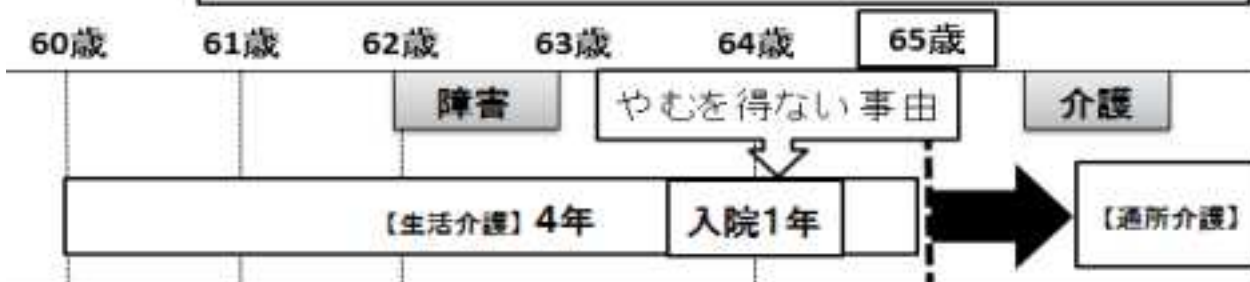 60歳 61歳 62歳 63歳 64歳 65歳
障害 やむを得ない事由 介護
【生活介護】4年 入院1年 【通所介護】